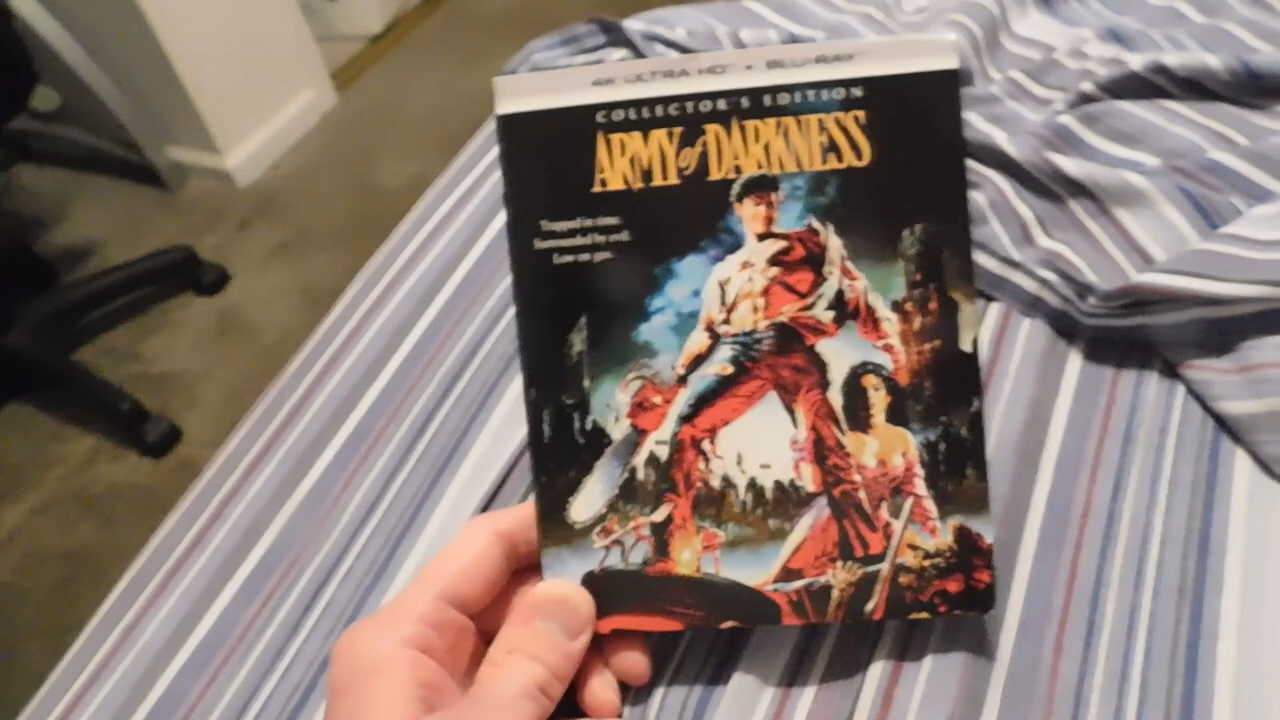 4K ULTRA HD • BLU-RAY
COLLECTOR'S EDITION
ARMY of DARKNESS
Trapped in time.
Surrounded by evil.
Low on gas.